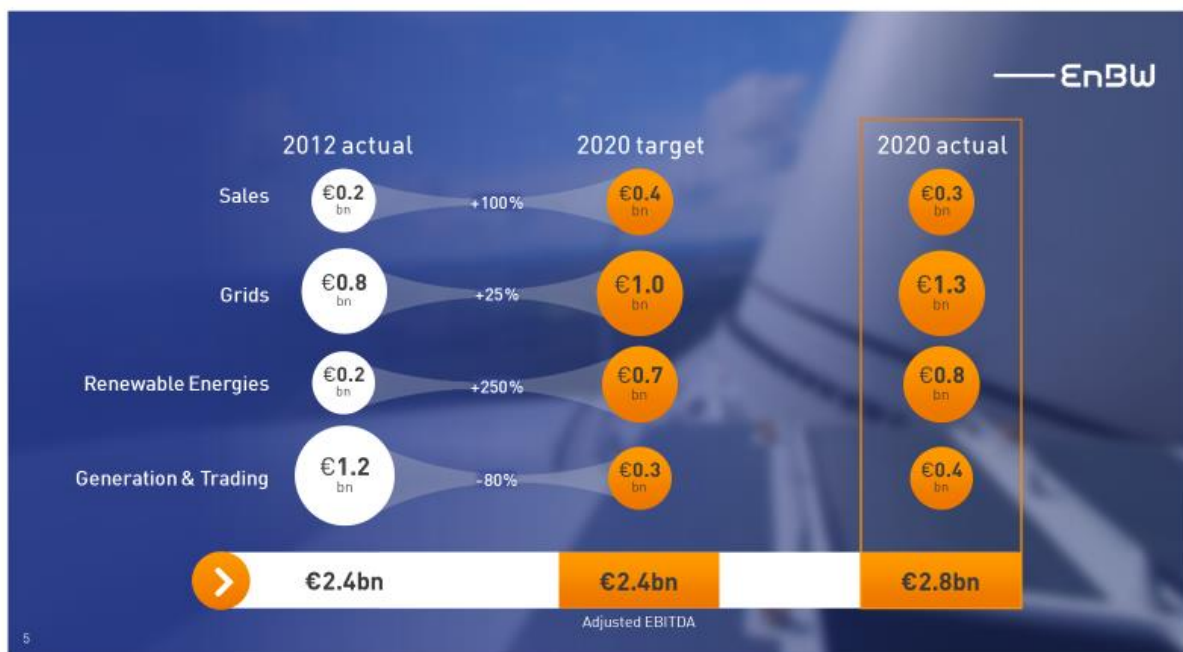 EnBW
2012 actual
2020 target
2020 actual
Sales
€0.2
bn
+100%
€0.4
bn
€0.3
bn
Grids
€0.8
bn
+25%
€1.0
bn
€1.3
bn
Renewable Energies
€0.2
bn
+250%
€0.7
bn
€0.8
bn
Generation & Trading
€1.2
bn
-80%
€0.3
bn
€0.4
bn
€2.4bn
€2.4bn
€2.8bn
Adjusted EBITDA
5